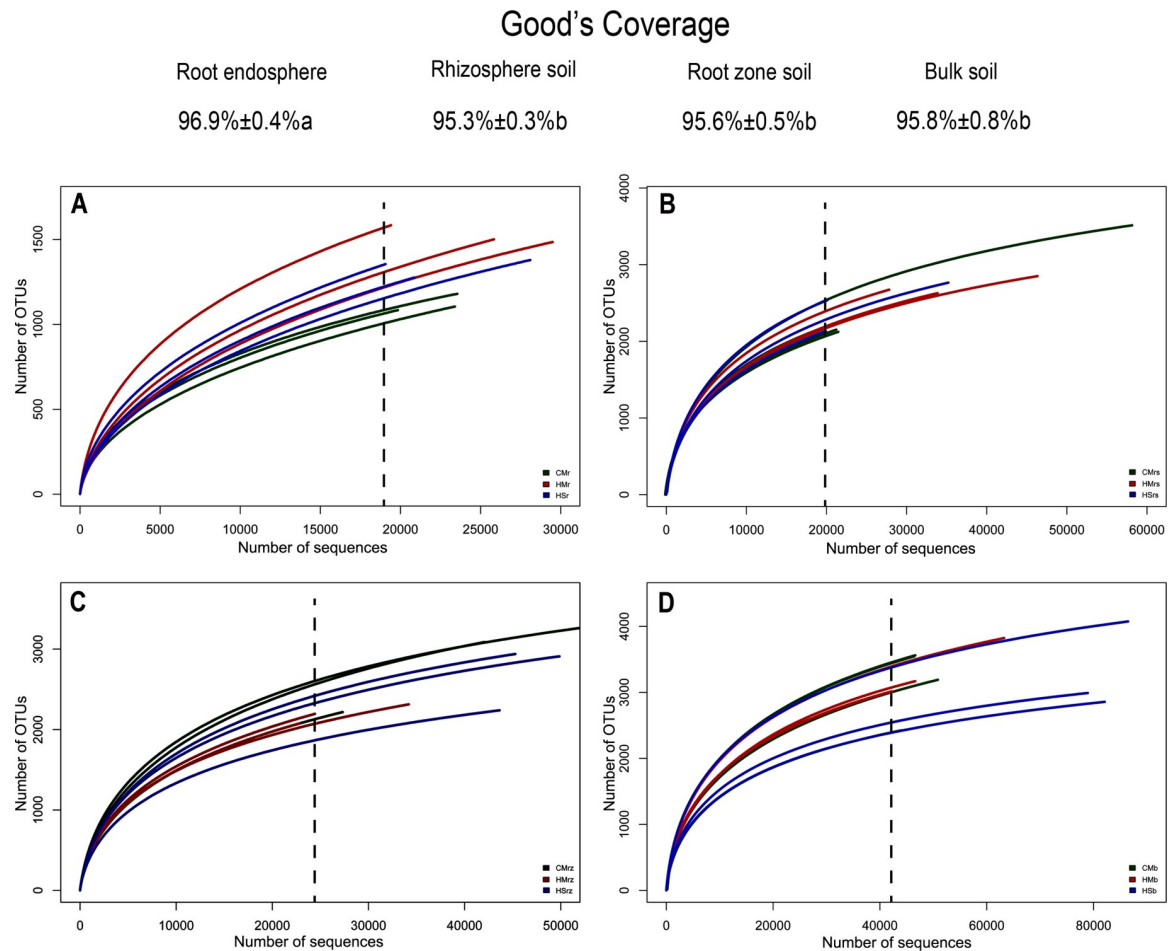 Good's Coverage
Root endosphere Rhizosphere soil Root zone soil Bulk soil
96.9%±0.4%a 95.3%±0.3%b 95.6%±0.5%b 95.8%±0.8%b
A
Number of OTUs
0 500 1000 1500
CMr
HMr
HSr
0 5000 10000 15000 20000 25000 30000
Number of sequences
B
Number of OTUs
0 1000 2000 3000 4000
CMrs
HMrs
HSrs
0 10000 20000 30000 40000 50000 60000
Number of sequences
C
Number of OTUs
0 1000 2000 3000
CMrz
HMrz
HSrz
0 10000 20000 30000 40000 50000
Number of sequences
D
Number of OTUs
0 1000 2000 3000 4000
CMb
HMb
HSb
0 20000 40000 60000 80000
Number of sequences